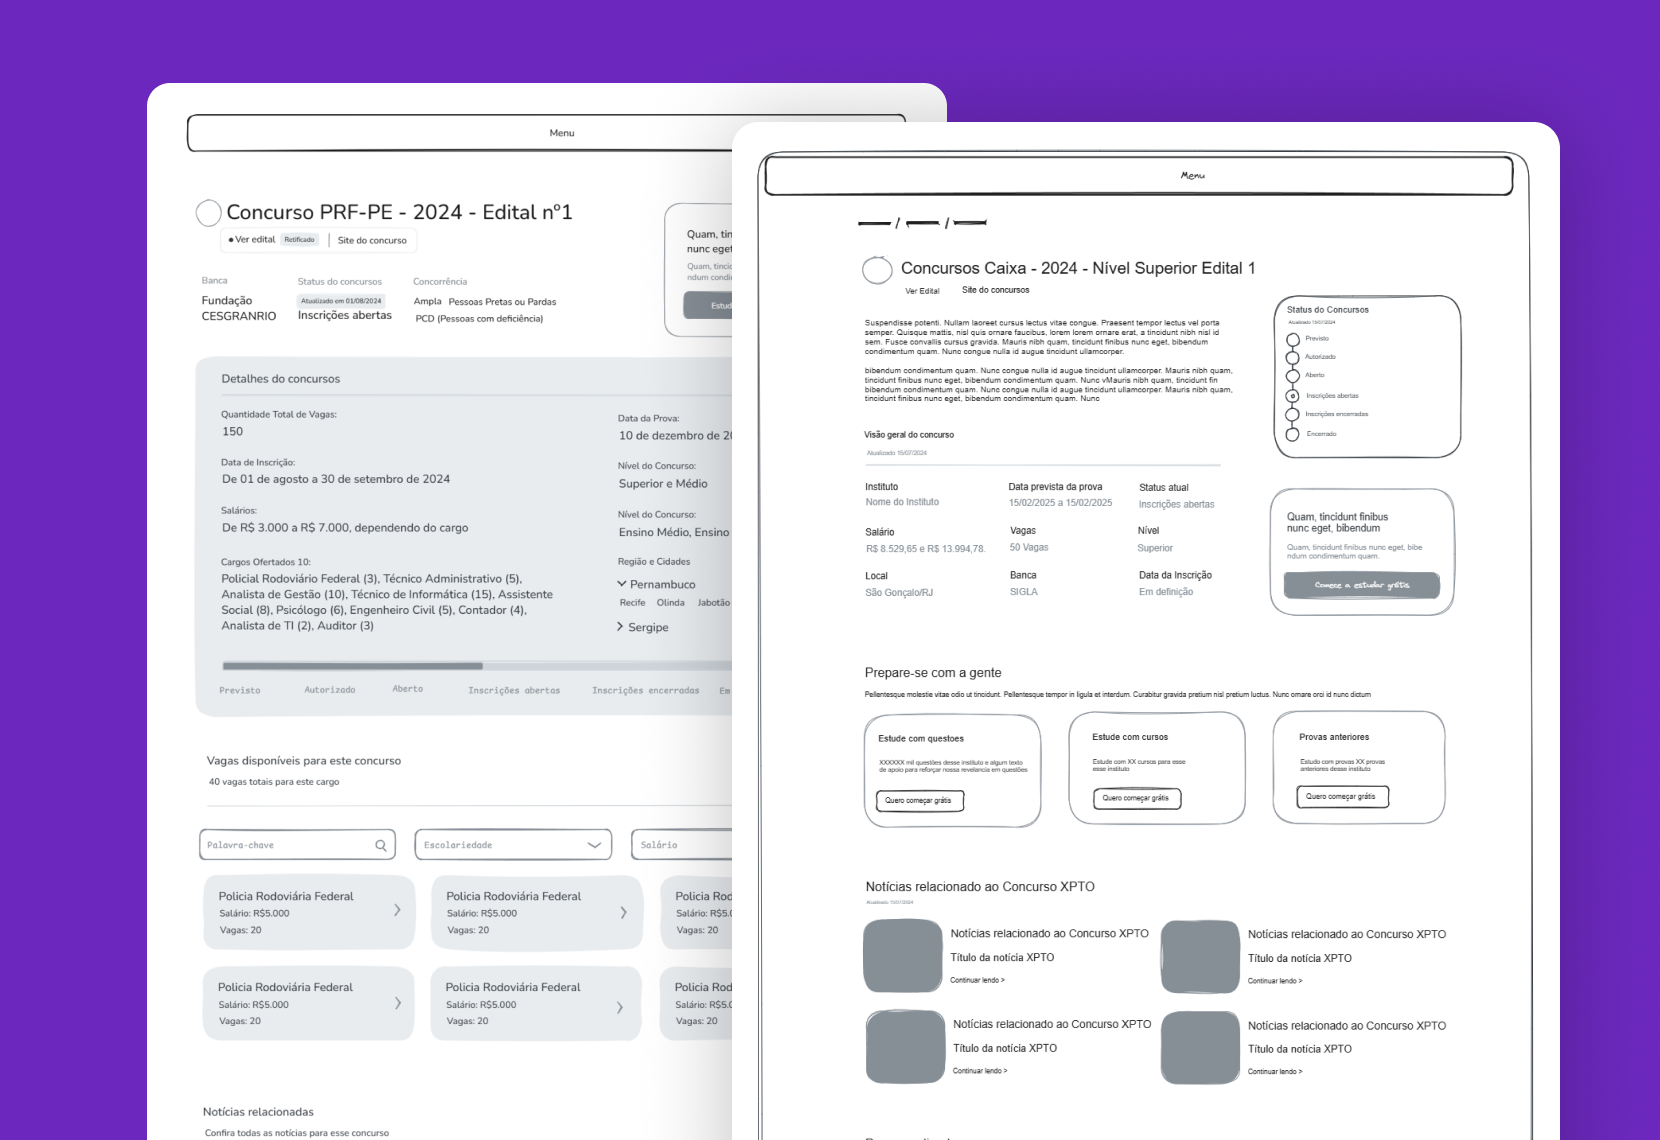 Menu
Concurso PRF-PE - 2024 - Edital nº1
Ver edital Retificado | Site do concurso
Banca
Fundação
CESGRANRIO
Status do concursos
Atualizado em 01/08/2024
Inscrições abertas
Concorrência
Ampla Pessoas Pretas ou Pardas
PCD (Pessoas com deficiência)
Quam, tin
nunc eget
Quam, tincid
ndum condi
Estud
Detalhes do concursos
Quantidade Total de Vagas:
150
Data de Inscrição:
De 01 de agosto a 30 de setembro de 2024
Salários:
De R$ 3.000 a R$ 7.000, dependendo do cargo
Cargos Ofertados 10:
Policial Rodoviário Federal (3), Técnico Administrativo (5),
Analista de Gestão (10), Técnico de Informática (15), Assistente
Social (8), Psicólogo (6), Engenheiro Civil (5), Contador (4),
Analista de TI (2), Auditor (3)
Data da Prova:
10 de dezembro de 20
Nível do Concurso:
Superior e Médio
Nível do Concurso:
Ensino Médio, Ensino
Região e Cidades
Pernambuco
Recife Olinda Jabotão
Sergipe
Previsto Autorizado Aberto Inscrições abertas Inscrições encerradas Em
Vagas disponíveis para este concurso
40 vagas totais para este cargo
Palavra-chave
Escolariedade
Salário
Policia Rodoviária Federal
Salário: R$5.000
Vagas: 20
Policia Rodoviária Federal
Salário: R$5.000
Vagas: 20
Policia Rod
Salário: R$5.0
Vagas: 20
Policia Rodoviária Federal
Salário: R$5.000
Vagas: 20
Policia Rodoviária Federal
Salário: R$5.000
Vagas: 20
Policia Rod
Salário: R$5.0
Vagas: 20
Notícias relacionadas
Confira todas as notícias para esse concurso
Menu
Concursos Caixa - 2024 - Nível Superior Edital 1
Ver Edital Site do concursos
Suspendisse potenti. Nullam laoreet cursus lectus vitae congue. Praesent tempor lectus vel porta
semper. Quisque mattis, nisl quis ornare faucibus, lorem lorem ornare erat, a tincidunt nibh nisl id
sem. Fusce convallis cursus gravida. Mauris nibh quam, tincidunt finibus nunc eget, bibendum
condimentum quam. Nunc congue nulla id augue tincidunt ullamcorper.
bibendum condimentum quam. Nunc congue nulla id augue tincidunt ullamcorper. Mauris nibh quam,
tincidunt finibus nunc eget, bibendum condimentum quam. Nunc vMauris nibh quam, tincidunt fin
bibendum condimentum quam. Nunc congue nulla id augue tincidunt ullamcorper. Mauris nibh quam,
tincidunt finibus nunc eget, bibendum condimentum quam. Nunc
Visão geral do concurso
Atualizado 15/07/2024
Instituto
Nome do Instituto
Data prevista da prova
15/02/2025 a 15/02/2025
Status atual
Inscrições abertas
Salário
R$ 8.529,65 e R$ 13.994,78.
Vagas
50 Vagas
Nível
Superior
Local
São Gonçalo/RJ
Banca
SIGLA
Data da Inscrição
Em definição
Status do Concursos
Atualizado 15/07/2024
Previsto
Autorizado
Aberto
Inscrições abertas
Inscrições encerradas
Encerrado
Quam, tincidunt finibus
nunc eget, bibendum
Quam, tincidunt finibus nunc eget, bibe
ndum condimentum quam.
Comece a estudar grátis
Prepare-se com a gente
Pellentesque molestie vitae odio ut tincidunt. Pellentesque tempor in ligula et interdum. Curabitur gravida pretium nisl pretium luctus. Nunc ornare orci id nunc dictum
Estude com questoes
XXXXXX mil questões desse instituto e algum texto
de apoio para reforçar nossa revelancia em questões
Quero começar grátis
Estude com cursos
Estude com XX cursos para esse
esse instituto
Quero começar grátis
Provas anteriores
Estude com provas XX provas
anteriores desse instituto
Quero começar grátis
Notícias relacionado ao Concurso XPTO
Atualizado 15/07/2024
Notícias relacionado ao Concurso XPTO
Título da notícia XPTO
Continuar lendo >
Notícias relacionado ao Concurso XPTO
Título da notícia XPTO
Continuar lendo >
Notícias relacionado ao Concurso XPTO
Título da notícia XPTO
Continuar lendo >
Notícias relacionado ao Concurso XPTO
Título da notícia XPTO
Continuar lendo >